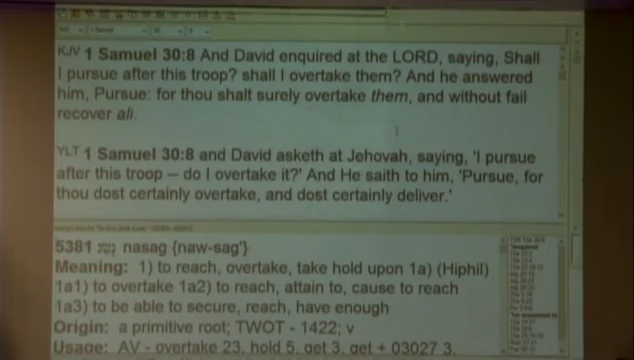 KJV 1 Samuel 30:8 And David enquired at the LORD, saying, Shall
I pursue after this troop? shall I overtake them? And he answered
him, Pursue: for thou shalt surely overtake them, and without fail
recover all.
YLT 1 Samuel 30:8 and David asketh at Jehovah, saying, 'I pursue
after this troop — do I overtake it?' And He saith to him, 'Pursue, for
thou dost certainly overtake, and dost certainly deliver.'
5381 נשׂג nasag {naw-sag'}
Meaning: 1) to reach, overtake, take hold upon 1a) (Hiphil)
1a1) to overtake 1a2) to reach, attain to, cause to reach
1a3) to be able to secure, reach, have enough
Origin: a primitive root; TWOT - 1422; v
Usage: AV - overtake 23, hold 5, get 3, get + 03027 3,